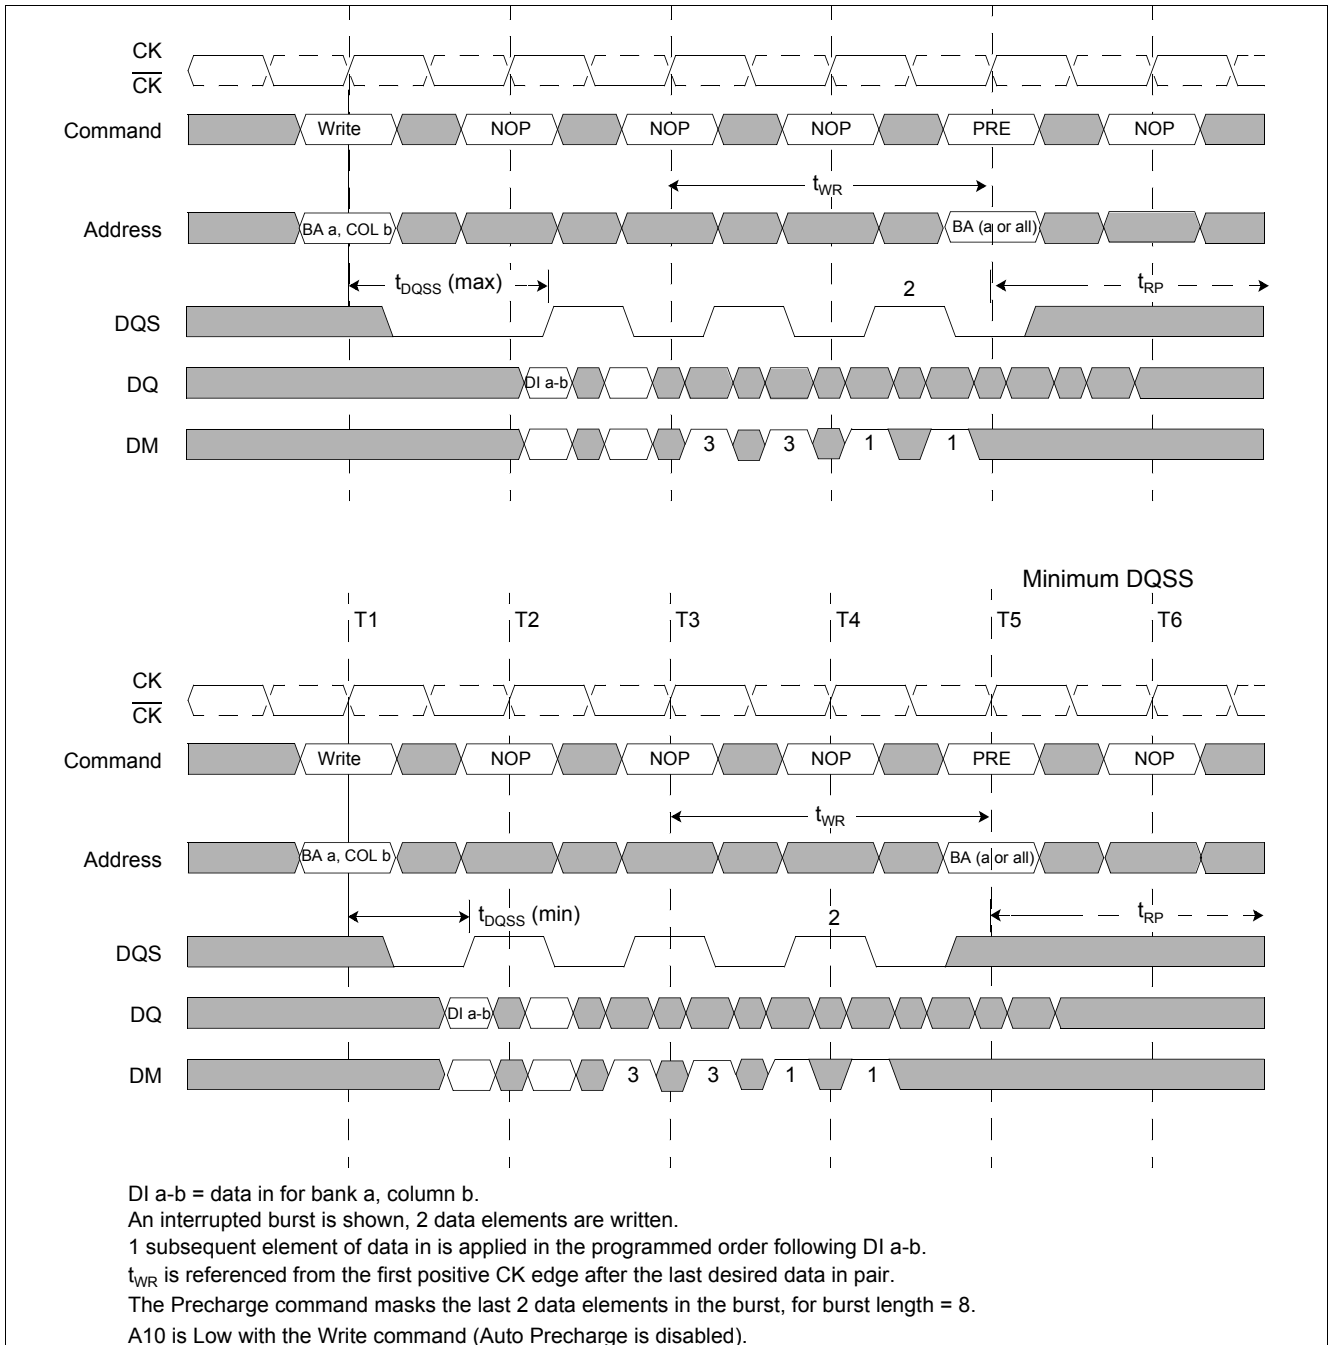 CK
CK
Command Write NOP NOP NOP PRE NOP
tWR
Address BA a, COL b BA (a or all)
tDQSS (max) 2 tRP
DQS
DQ DI a-b
DM 3 3 1 1
Minimum DQSS
T1 T2 T3 T4 T5 T6
CK
CK
Command Write NOP NOP NOP PRE NOP
tWR
Address BA a, COL b BA (a or all)
tDQSS (min) 2 tRP
DQS
DQ DI a-b
DM 3 3 1 1
DI a-b = data in for bank a, column b.
An interrupted burst is shown, 2 data elements are written.
1 subsequent element of data in is applied in the programmed order following DI a-b.
tWR is referenced from the first positive CK edge after the last desired data in pair.
The Precharge command masks the last 2 data elements in the burst, for burst length = 8.
A10 is Low with the Write command (Auto Precharge is disabled).